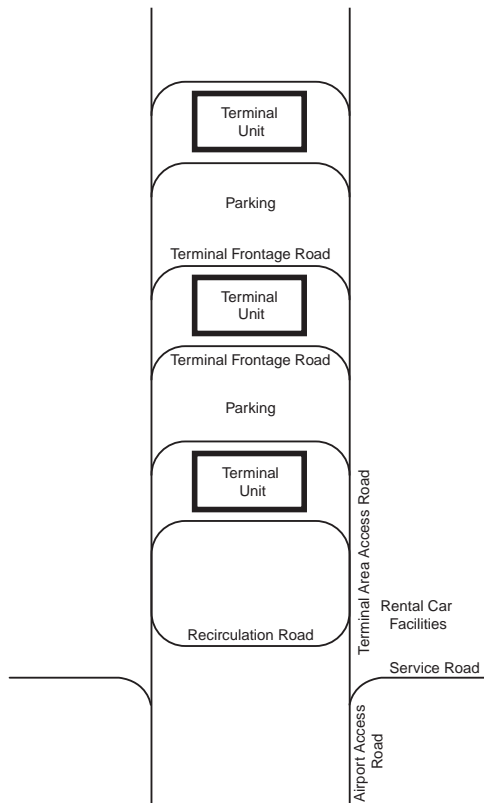 Terminal
Unit
Parking
Terminal Frontage Road
Terminal
Unit
Terminal Frontage Road
Parking
Terminal
Unit
Terminal Area Access Road
Rental Car
Facilities
Recirculation Road
Service Road
Airport Access
Road